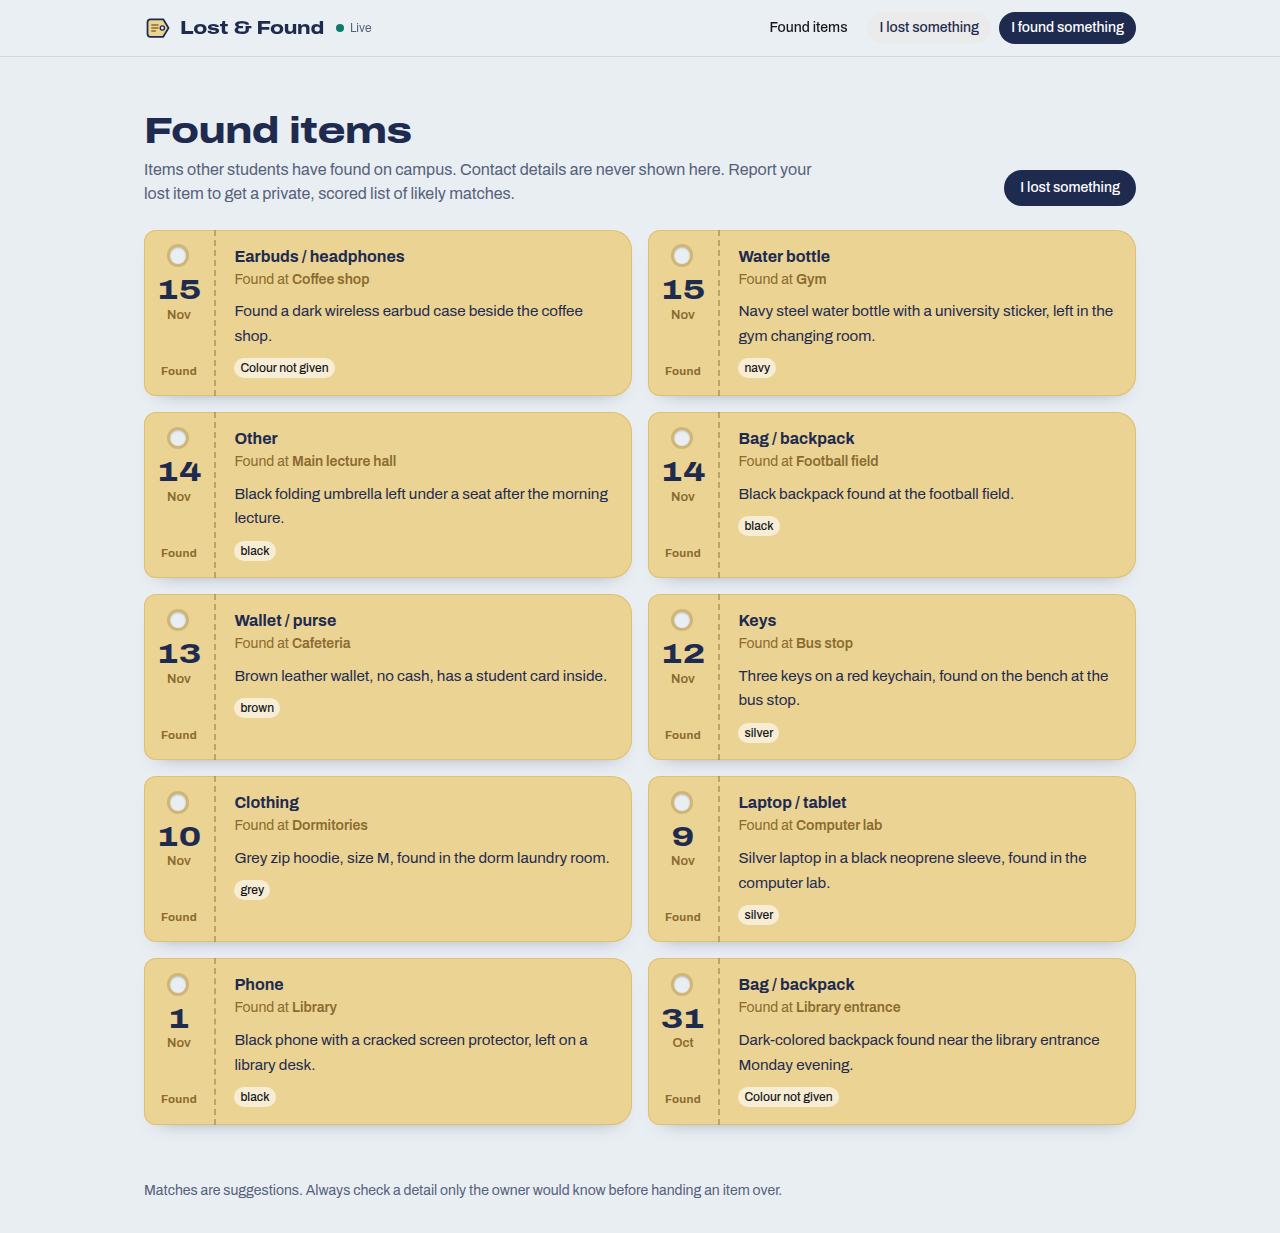 Lost & Found
Live
Found items
I lost something
I found something
Found items
Items other students have found on campus. Contact details are never shown here. Report your
lost item to get a private, scored list of likely matches.
I lost something
15
Nov
Found
Earbuds / headphones
Found at Coffee shop
Found a dark wireless earbud case beside the coffee
shop.
Colour not given
15
Nov
Found
Water bottle
Found at Gym
Navy steel water bottle with a university sticker, left in the
gym changing room.
navy
14
Nov
Found
Other
Found at Main lecture hall
Black folding umbrella left under a seat after the morning
lecture.
black
14
Nov
Found
Bag / backpack
Found at Football field
Black backpack found at the football field.
black
13
Nov
Found
Wallet / purse
Found at Cafeteria
Brown leather wallet, no cash, has a student card inside.
brown
12
Nov
Found
Keys
Found at Bus stop
Three keys on a red keychain, found on the bench at the
bus stop.
silver
10
Nov
Found
Clothing
Found at Dormitories
Grey zip hoodie, size M, found in the dorm laundry room.
grey
9
Nov
Found
Laptop / tablet
Found at Computer lab
Silver laptop in a black neoprene sleeve, found in the
computer lab.
silver
1
Nov
Found
Phone
Found at Library
Black phone with a cracked screen protector, left on a
library desk.
black
31
Oct
Found
Bag / backpack
Found at Library entrance
Dark-colored backpack found near the library entrance
Monday evening.
Colour not given
Matches are suggestions. Always check a detail only the owner would know before handing an item over.